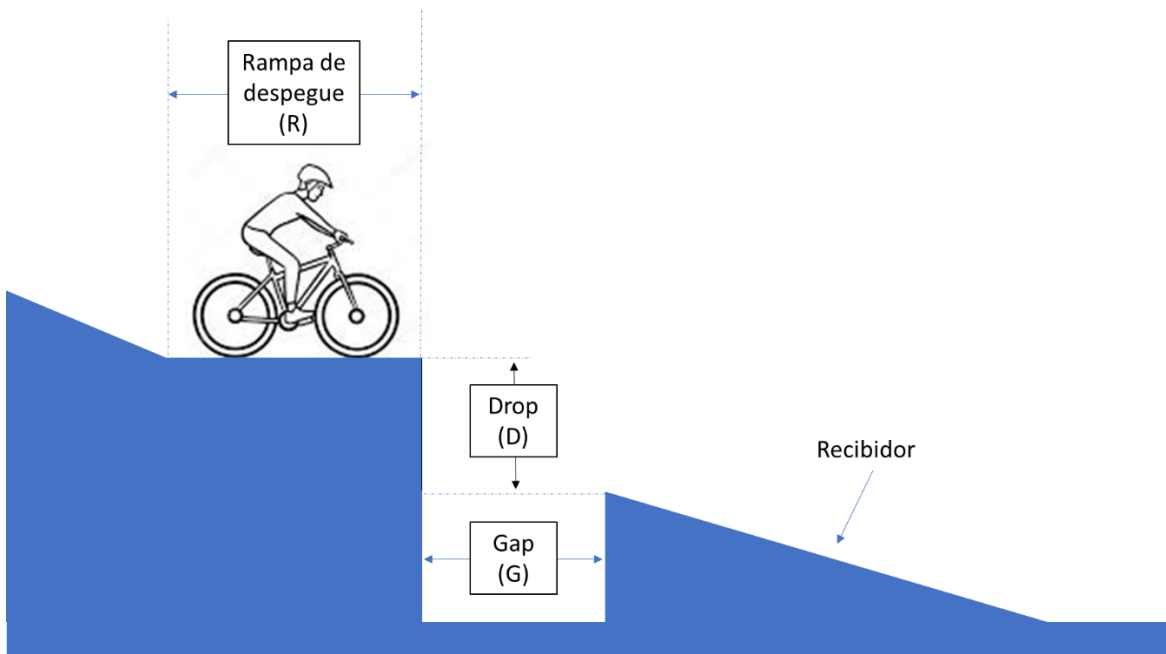 Rampa de
despegue
(R)
Drop
(D)
Recibidor
Gap
(G)